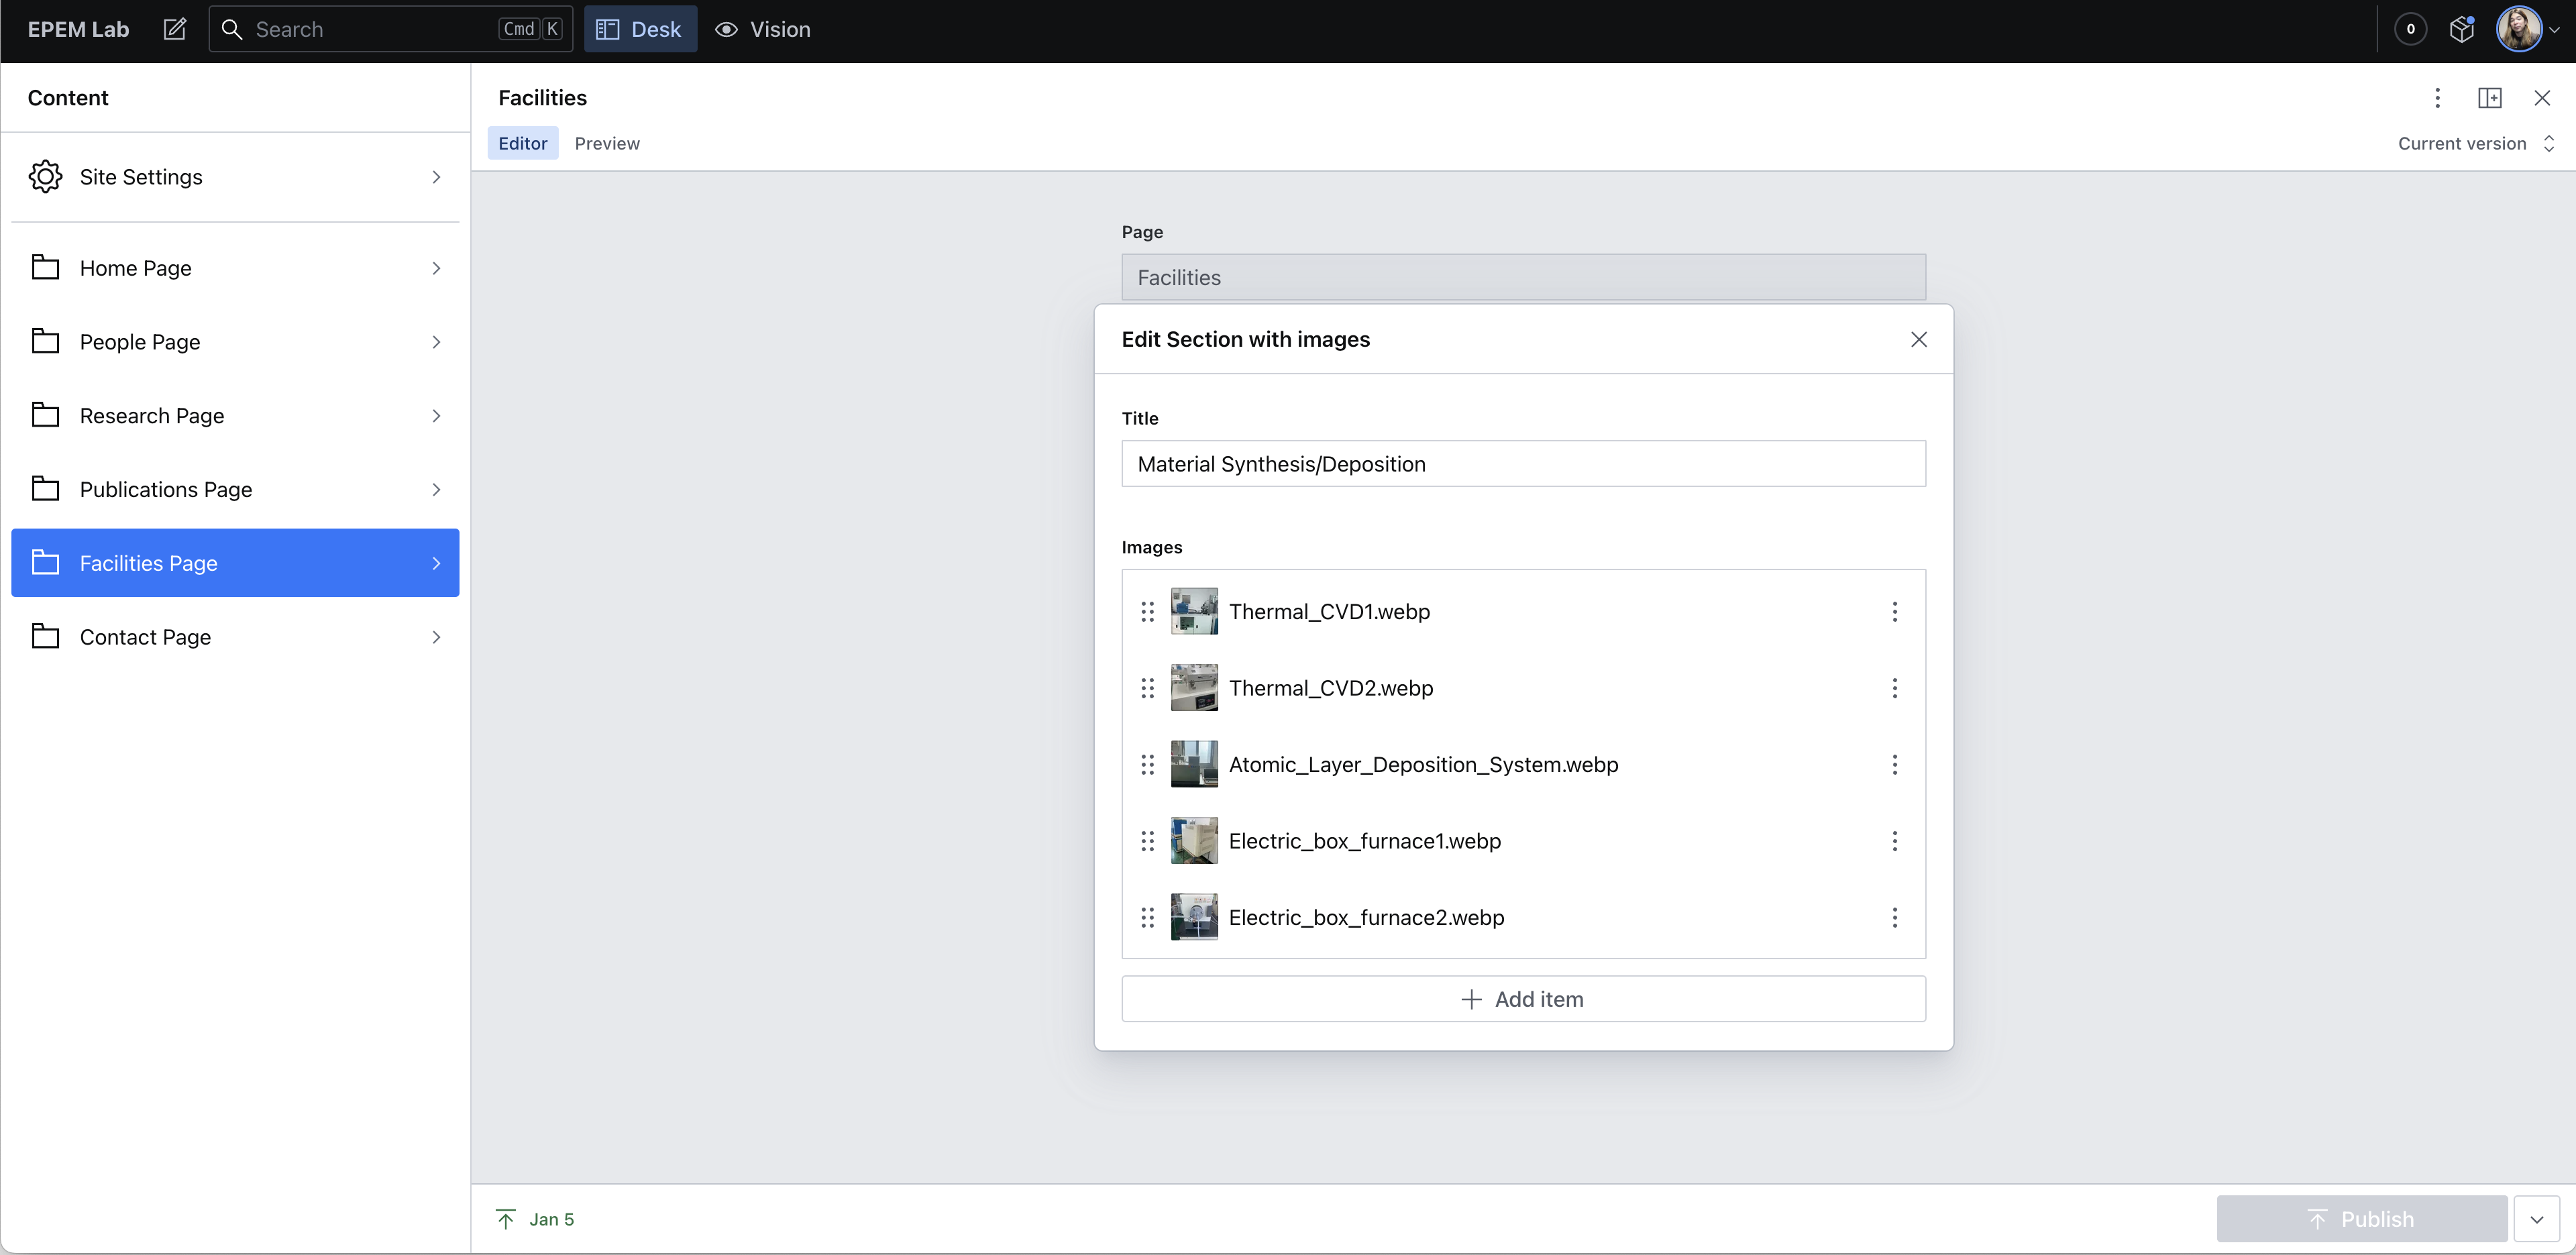 EPEM Lab
Search
Cmd K
Desk
Vision
0
Content
Site Settings
Home Page
People Page
Research Page
Publications Page
Facilities Page
Contact Page
Facilities
Editor
Preview
Current version
Page
Facilities
Edit Section with images
Title
Material Synthesis/Deposition
Images
Thermal_CVD1.webp
Thermal_CVD2.webp
Atomic_Layer_Deposition_System.webp
Electric_box_furnace1.webp
Electric_box_furnace2.webp
Add item
Jan 5
Publish